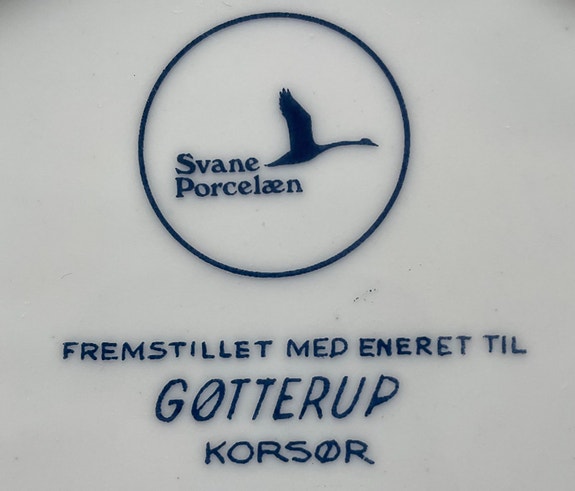 Svane
Porcelæn
FREMSTILLET MED ENERET TIL
GØTTERUP
KORSØR